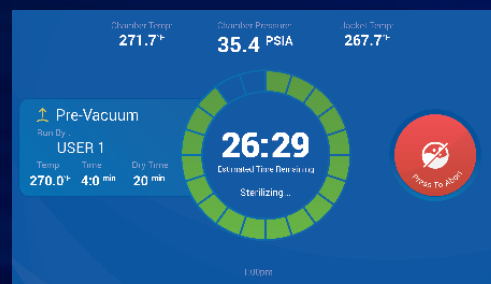 Chamber Temp:
271.7°F
Chamber Pressure:
35.4 PSIA
Jacket Temp:
267.7°F
Pre-Vacuum
Run By :
USER 1
Temp
Time
Dry Time
270.0°F
4:0 min
20 min
26:29
Estimated Time Remaining
Sterilizing ..
Press To Abort
1:00pm